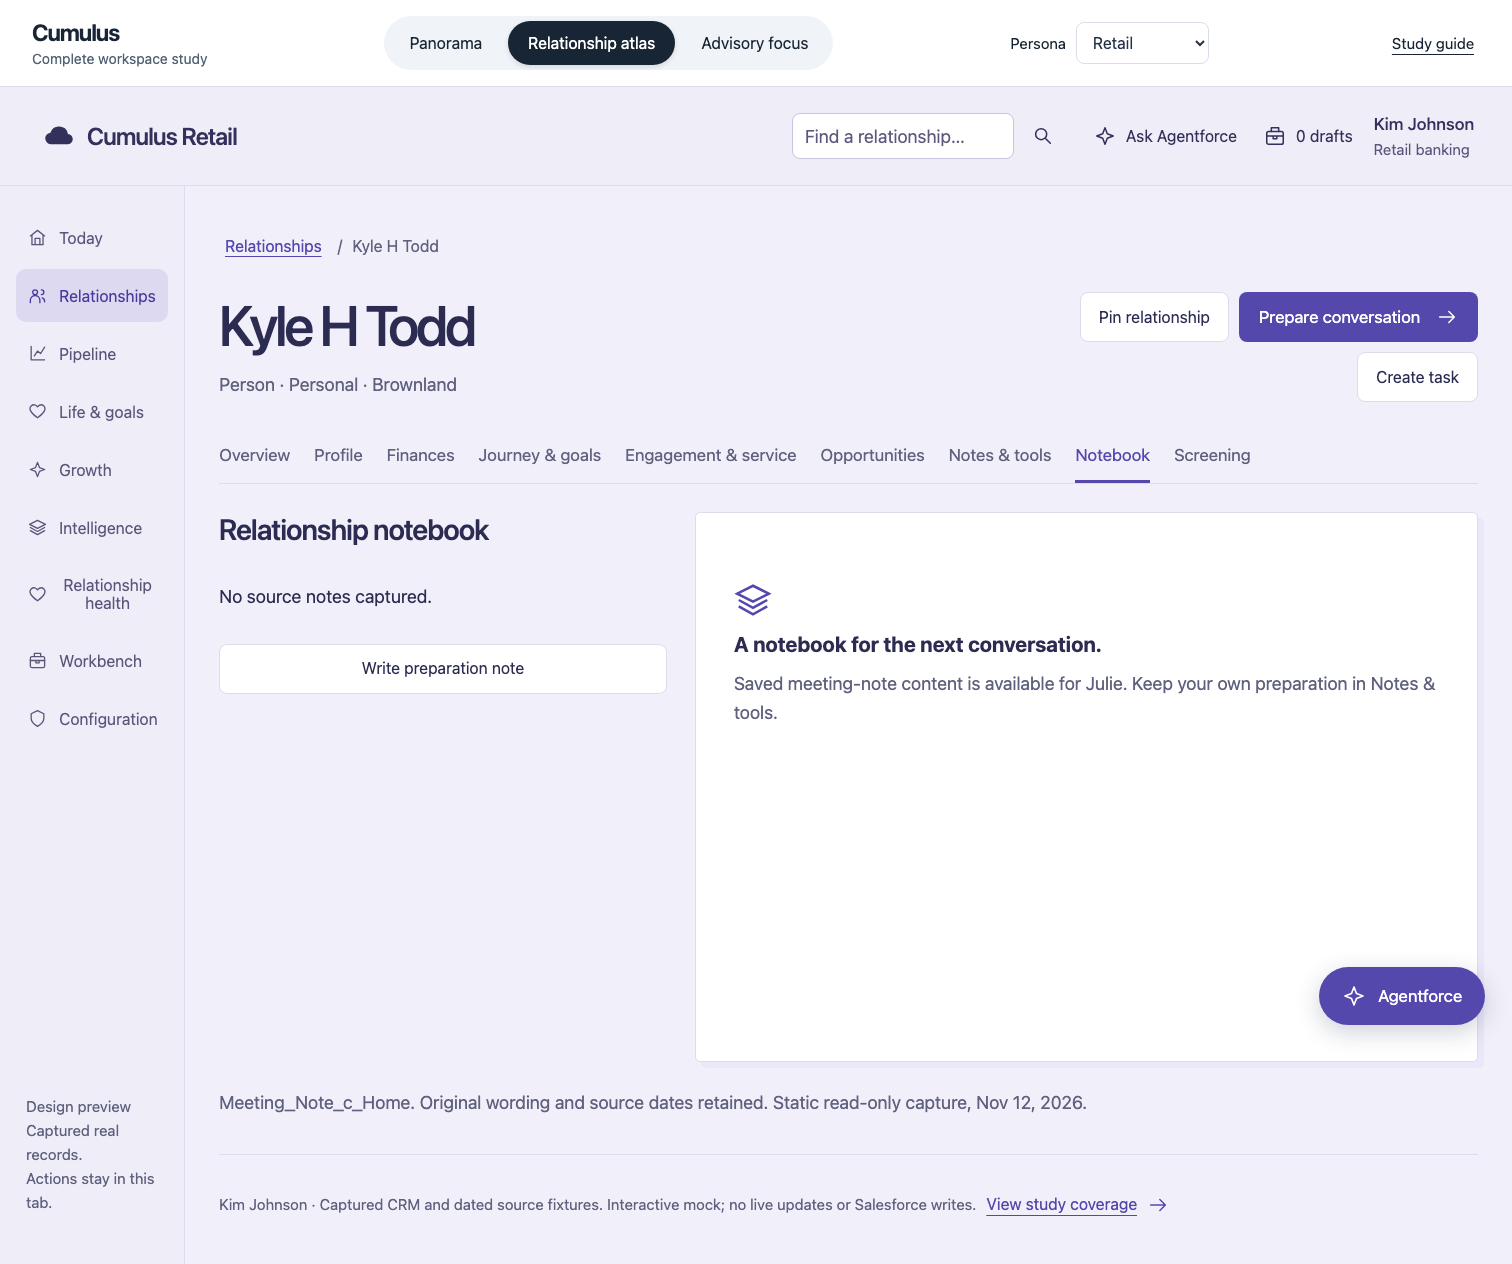 Cumulus
Complete workspace study
Panorama
Relationship atlas
Advisory focus
Persona
Retail
Study guide
Cumulus Retail
Find a relationship...
Ask Agentforce
0 drafts
Kim Johnson
Retail banking
Today
Relationships
Pipeline
Life & goals
Growth
Intelligence
Relationship
health
Workbench
Configuration
Design preview
Captured real
records.
Actions stay in this
tab.
Relationships / Kyle H Todd
Kyle H Todd
Person · Personal · Brownland
Pin relationship
Prepare conversation
Create task
Overview
Profile
Finances
Journey & goals
Engagement & service
Opportunities
Notes & tools
Notebook
Screening
Relationship notebook
No source notes captured.
Write preparation note
A notebook for the next conversation.
Saved meeting-note content is available for Julie. Keep your own preparation in Notes &
tools.
Agentforce
Meeting_Note_c_Home. Original wording and source dates retained. Static read-only capture, Nov 12, 2026.
Kim Johnson · Captured CRM and dated source fixtures. Interactive mock; no live updates or Salesforce writes.
View study coverage